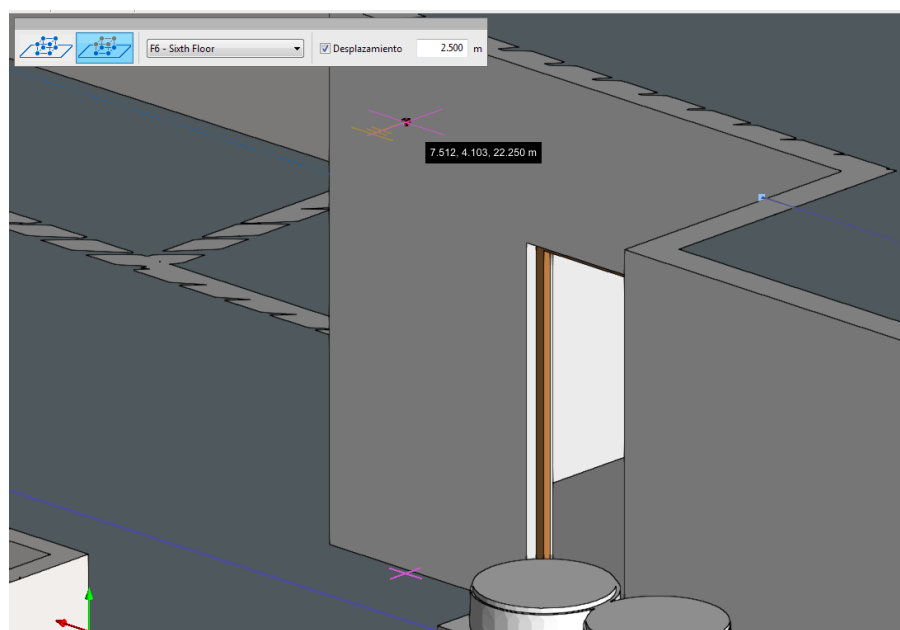 F6 - Sixth Floor
Desplazamiento
2.500 m
7.512, 4.103, 22.250 m